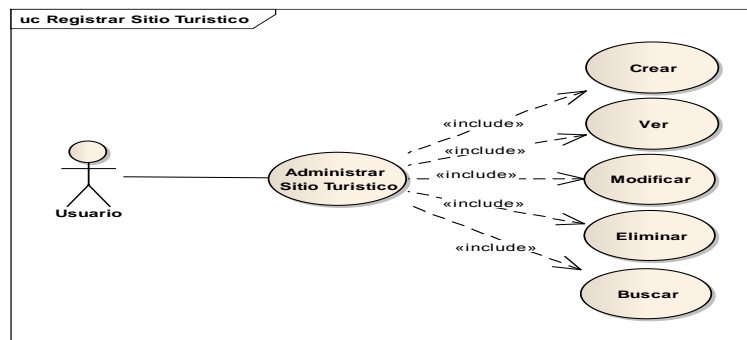 uc Registrar Sitio Turistico
Crear
«include»
Ver
«include»
Administrar
Sitio Turistico
«include»
Modificar
Usuario
«include»
Eliminar
«include»
Buscar